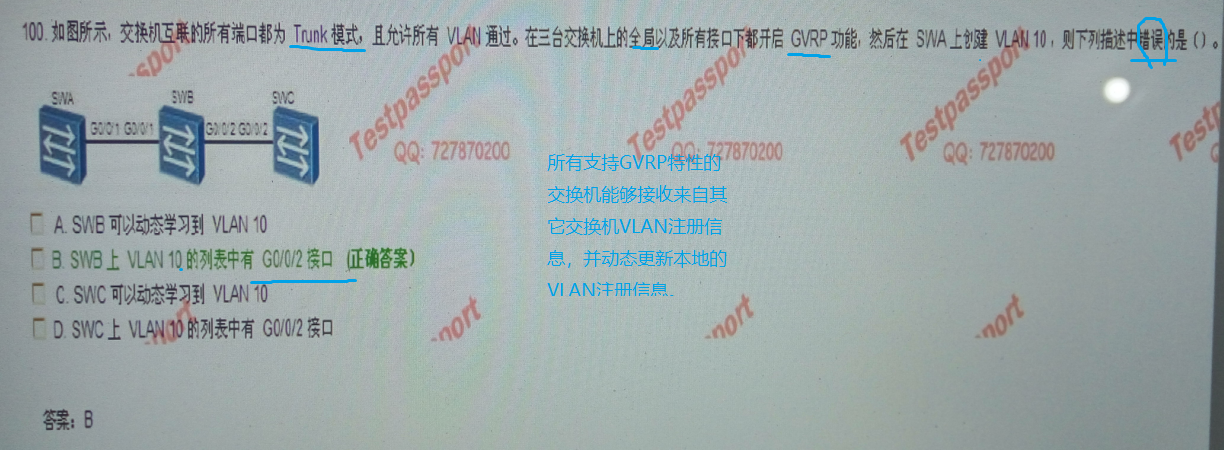 100. 如图所示，交换机互联的所有端口都为 Trunk 模式，且允许所有 VLAN 通过。在三台交换机上的全局以及所有接口下都开启 GVRP 功能，然后在 SWA 上创建 VLAN 10，则下列描述中错误的是（）。
SWA SWB SWC
G0/0/1 G0/0/1 G0/0/2 G0/0/2
Testpassport Testpassport Testpassport
QQ: 727870200 QQ: 727870200 QQ: 727870200
所有支持GVRP特性的
交换机能够接收来自其
它交换机VLAN注册信
息，并动态更新本地的
VLAN注册信息。
A. SWB 可以动态学习到 VLAN 10
B. SWB 上 VLAN 10 的列表中有 G0/0/2 接口 (正确答案)
C. SWC 可以动态学习到 VLAN 10
D. SWC 上 VLAN 10 的列表中有 G0/0/2 接口
答案：B